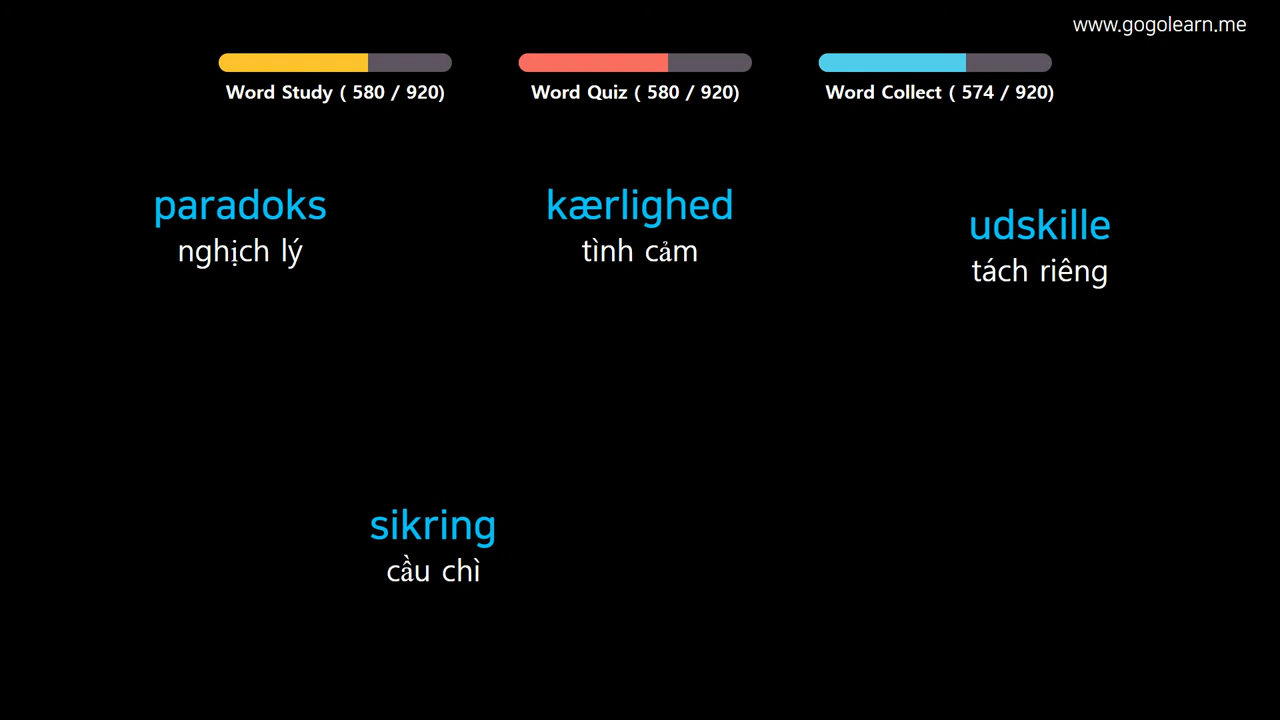 www.gogolearn.me
Word Study ( 580 / 920)
Word Quiz ( 580 / 920)
Word Collect ( 574 / 920)
paradoks
nghịch lý
kærlighed
tình cảm
udskille
tách riêng
sikring
cầu chì